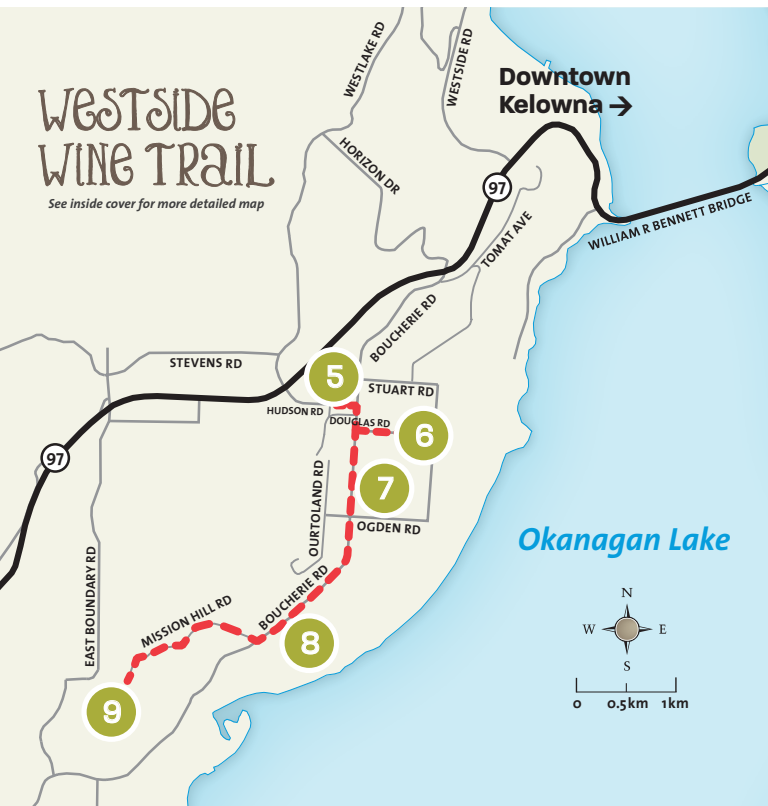 WESTLAKE RD
WESTSIDE RD
Downtown
Kelowna →
WESTSIDE
WINE TRAIL
See inside cover for more detailed map
HORIZON DR
97
TOMAT AVE
WILLIAM R BENNETT BRIDGE
BOUCHERIE RD
STEVENS RD
5
STUART RD
HUDSON RD
DOUGLAS RD
6
97
7
OURTOLAND RD
OGDEN RD
Okanagan Lake
EAST BOUNDARY RD
MISSION HILL RD
BOUCHERIE RD
8
N
W E
S
9
0 0.5km 1km